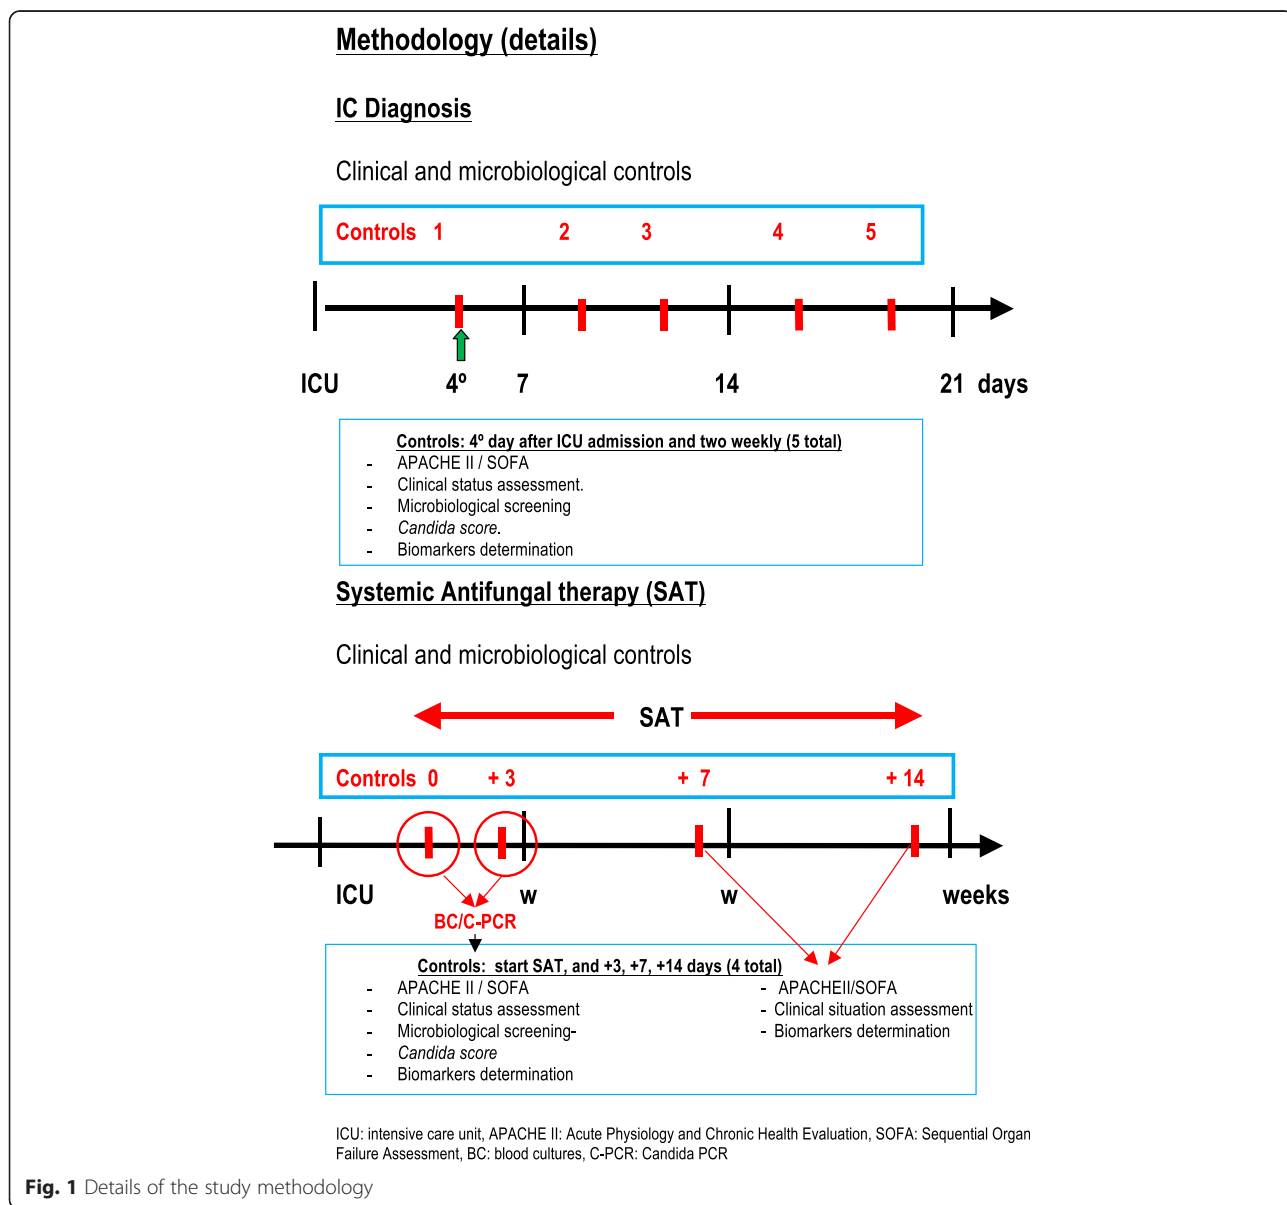 Methodology (details)
IC Diagnosis
Clinical and microbiological controls
Controls 1 2 3 4 5
ICU 4º 7 14 21 days
Controls: 4º day after ICU admission and two weekly (5 total)
- APACHE II / SOFA
- Clinical status assessment.
- Microbiological screening
- Candida score.
- Biomarkers determination
Systemic Antifungal therapy (SAT)
Clinical and microbiological controls
SAT
Controls 0 + 3 + 7 + 14
ICU w w weeks
BC/C-PCR
Controls: start SAT, and +3, +7, +14 days (4 total)
- APACHE II / SOFA
- Clinical status assessment
- Microbiological screening-
- Candida score
- Biomarkers determination
- APACHEII/SOFA
- Clinical situation assessment
- Biomarkers determination
ICU: intensive care unit, APACHE II: Acute Physiology and Chronic Health Evaluation, SOFA: Sequential Organ
Failure Assessment, BC: blood cultures, C-PCR: Candida PCR
Fig. 1 Details of the study methodology